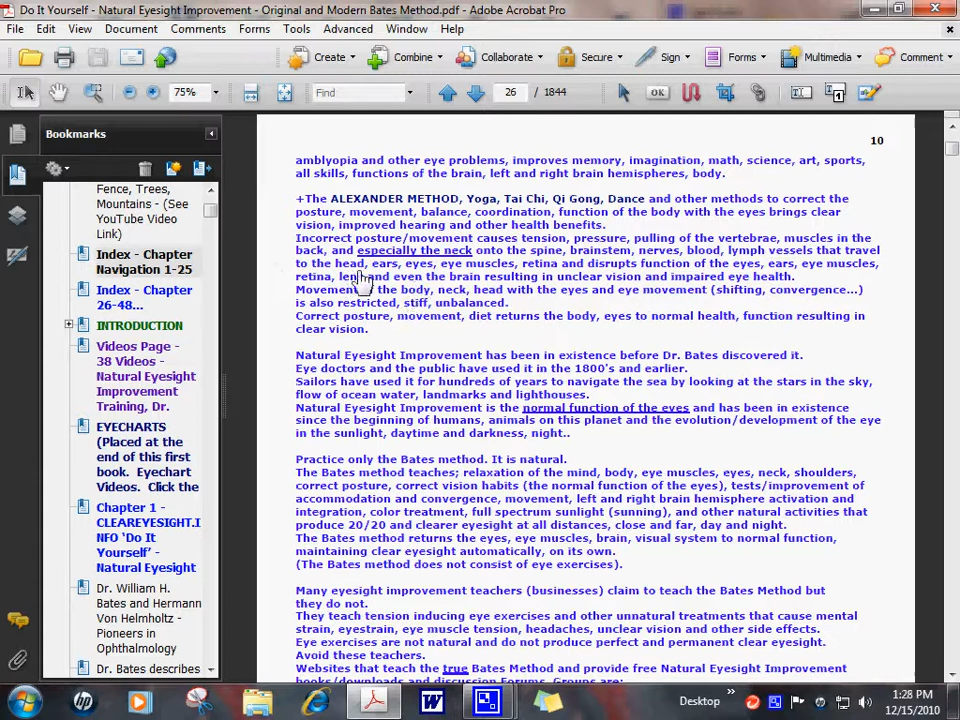 Do It Yourself - Natural Eyesight Improvement - Original and Modern Bates Method.pdf - Adobe Acrobat Pro
File Edit View Document Comments Forms Tools Advanced Window Help
Create Combine Collaborate Secure Sign Forms Multimedia Comment
75% Find 26 / 1844
Bookmarks
Fence, Trees,
Mountains - (See
YouTube Video
Link)
Index - Chapter
Navigation 1-25
Index - Chapter
26-48...
INTRODUCTION
Videos Page -
38 Videos -
Natural Eyesight
Improvement
Training, Dr.
EYECHARTS
(Placed at the
end of this first
book. Eyechart
Videos. Click the
Chapter 1 -
CLEAREYESIGHT.I
NFO ‘Do It
Yourself’ -
Natural Eyesight
Dr. William H.
Bates and Hermann
Von Helmholtz -
Pioneers in
Ophthalmology
Dr. Bates describes
10
amblyopia and other eye problems, improves memory, imagination, math, science, art, sports,
all skills, functions of the brain, left and right brain hemispheres, body.
+The ALEXANDER METHOD, Yoga, Tai Chi, Qi Gong, Dance and other methods to correct the
posture, movement, balance, coordination, function of the body with the eyes brings clear
vision, improved hearing and other health benefits.
Incorrect posture/movement causes tension, pressure, pulling of the vertebrae, muscles in the
back, and especially the neck onto the spine, brainstem, nerves, blood, lymph vessels that travel
to the head, ears, eyes, eye muscles, retina and disrupts function of the eyes, ears, eye muscles,
retina, and even the brain resulting in unclear vision and impaired eye health.
the body, neck, head with the eyes and eye movement (shifting, convergence...)
is also restricted, stiff, unbalanced.
Correct posture, movement, diet returns the body, eyes to normal health, function resulting in
clear vision.
Natural Eyesight Improvement has been in existence before Dr. Bates discovered it.
Eye doctors and the public have used it in the 1800's and earlier.
Sailors have used it for hundreds of years to navigate the sea by looking at the stars in the sky,
flow of ocean water, landmarks and lighthouses.
Natural Eyesight Improvement is the normal function of the eyes and has been in existence
since the beginning of humans, animals on this planet and the evolution/development of the eye
in the sunlight, daytime and darkness, night..
Practice only the Bates method. It is natural.
The Bates method teaches; relaxation of the mind, body, eye muscles, eyes, neck, shoulders,
correct posture, correct vision habits (the normal function of the eyes), tests/improvement of
accommodation and convergence, movement, left and right brain hemisphere activation and
integration, color treatment, full spectrum sunlight (sunning), and other natural activities that
produce 20/20 and clearer eyesight at all distances, close and far, day and night.
The Bates method returns the eyes, eye muscles, brain, visual system to normal function,
maintaining clear eyesight automatically, on its own.
(The Bates method does not consist of eye exercises).
Many eyesight improvement teachers (businesses) claim to teach the Bates Method but
they do not.
They teach tension inducing eye exercises and other unnatural treatments that cause mental
strain, eyestrain, eye muscle tension, headaches, unclear vision and other side effects.
Eye exercises are not natural and do not produce perfect and permanent clear eyesight.
Avoid these teachers.
Websites that teach the true Bates Method and provide free Natural Eyesight Improvement
books/downloads and discussion Forums, Groups are:
Desktop
1:28 PM
12/15/2010